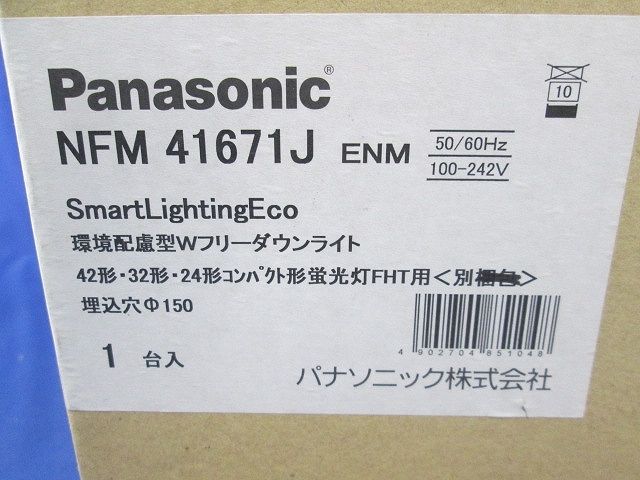 Panasonic®
10
NFM 41671J ENM 50/60Hz
100-242V
SmartLightingEco
環境配慮型Wフリーダウンライト
42形・32形・24形コンパクト形蛍光灯FHT用<別梱包>
埋込穴Φ150
1 台入
4 902704 851048
パナソニック株式会社